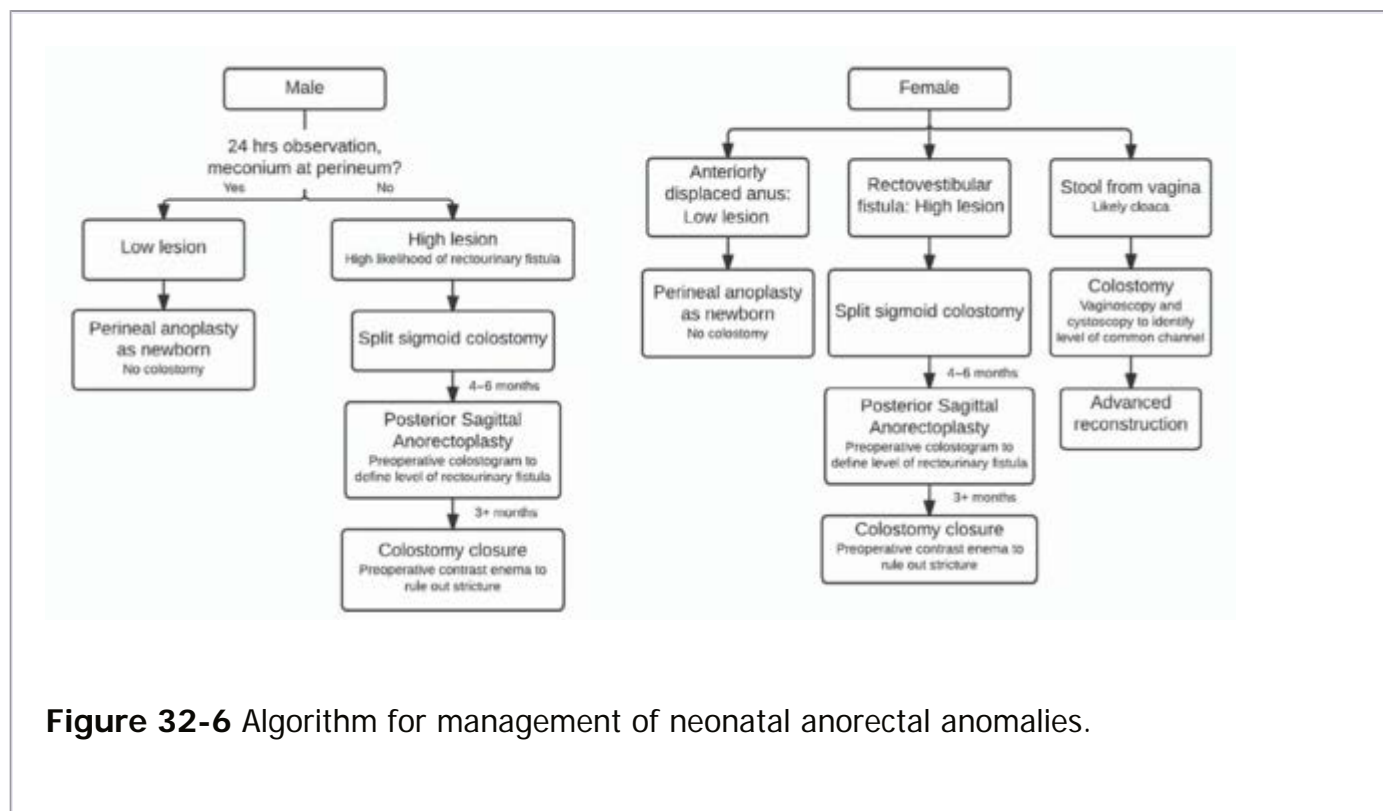 Male
24 hrs observation,
meconium at perineum?
Yes
No
Low lesion
High lesion
High likelihood of rectourinary fistula
Perineal anoplasty
as newborn
No colostomy
Split sigmoid colostomy
4–6 months
Posterior Sagittal
Anorectoplasty
Preoperative colostogram to
define level of rectourinary fistula
3+ months
Colostomy closure
Preoperative contrast enema to
rule out stricture
Female
Anteriorly
displaced anus:
Low lesion
Rectovestibular
fistula: High lesion
Stool from vagina
Likely cloaca
Perineal anoplasty
as newborn
No colostomy
Split sigmoid colostomy
Colostomy
Vaginoscopy and
cystoscopy to identify
level of common channel
4–6 months
Posterior Sagittal
Anorectoplasty
Preoperative colostogram to
define level of rectourinary fistula
Advanced
reconstruction
3+ months
Colostomy closure
Preoperative contrast enema to
rule out stricture
Figure 32-6 Algorithm for management of neonatal anorectal anomalies.